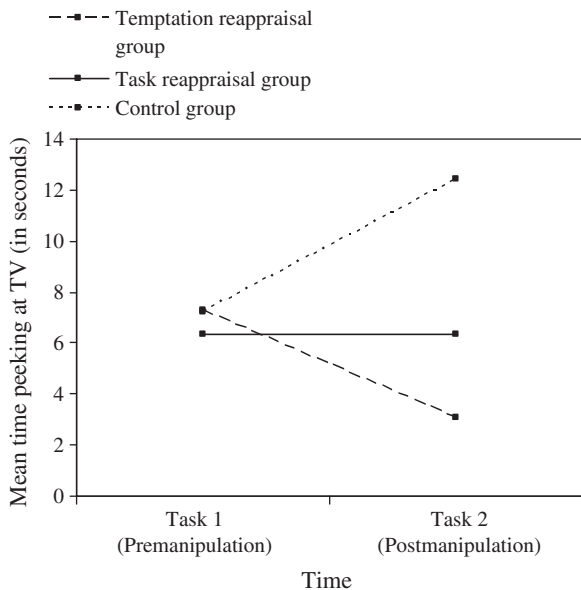 Temptation reappraisal
group
Task reappraisal group
Control group
Mean time peeking at TV (in seconds)
14
12
10
8
6
4
2
0
Task 1
(Premanipulation)
Task 2
(Postmanipulation)
Time